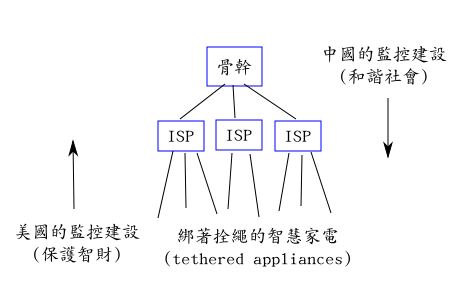 中國的監控建設
(和諧社會)
骨幹
ISP
ISP
ISP
美國的監控建設
(保護智財)
綁著拴繩的智慧家電
(tethered appliances)